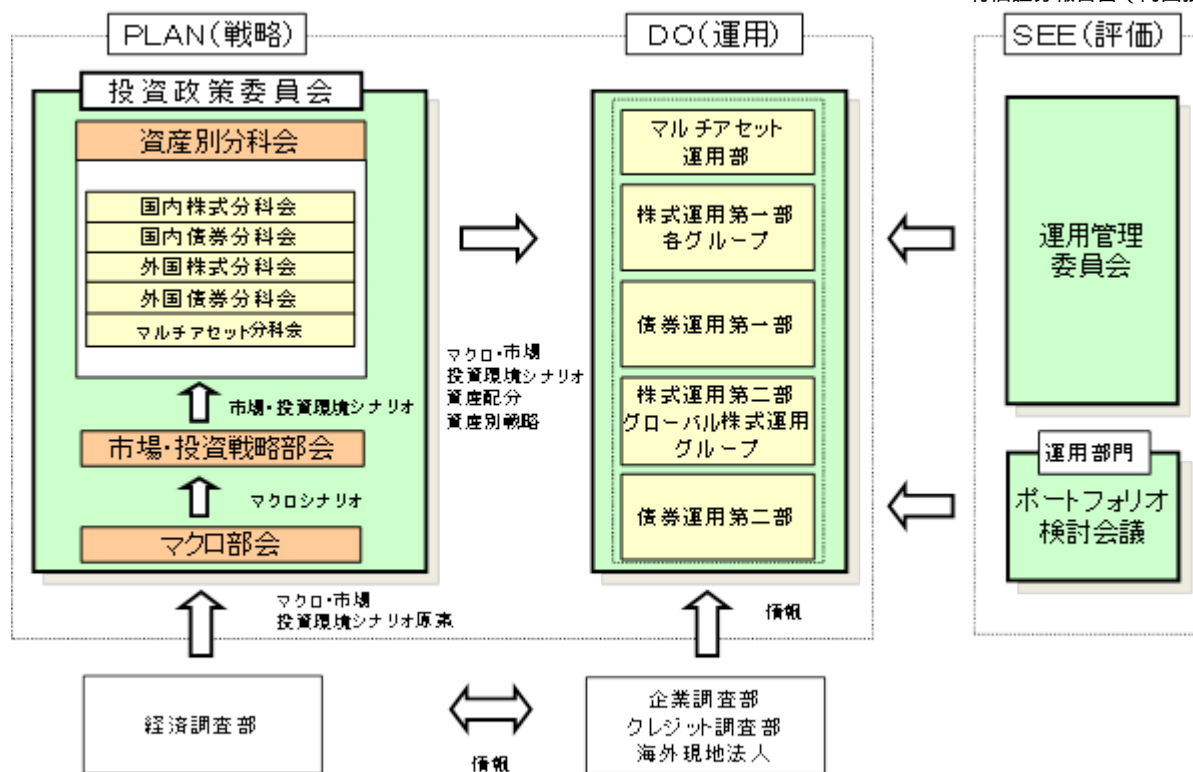 PLAN(戦略)
投資政策委員会
資産別分科会
国内株式分科会
国内債券分科会
外国株式分科会
外国債券分科会
マルチアセット分科会
市場・投資環境シナリオ
市場・投資戦略部会
マクロシナリオ
マクロ部会
マクロ・市場
投資環境シナリオ原案
経済調査部
マクロ・市場
投資環境シナリオ
資産配分
資産別戦略
DO(運用)
マルチアセット
運用部
株式運用第一部
各グループ
債券運用第一部
株式運用第二部
グローバル株式運用
グループ
債券運用第二部
情報
情報
企業調査部
クレジット調査部
海外現地法人
SEE(評価)
運用管理
委員会
運用部門
ポートフォリオ
検討会議